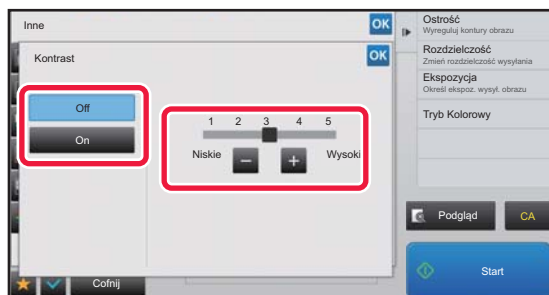 Inne
OK
Kontrast
OK
Off
On
1 2 3 4 5
Niskie
Wysoki
Cofnij
Ostrość
Wyreguluj kontury obrazu
Rozdzielczość
Zmień rozdzielczość wysyłania
Ekspozycja
Określ ekspoz. wysył. obrazu
Tryb Kolorowy
Podgląd
CA
Start